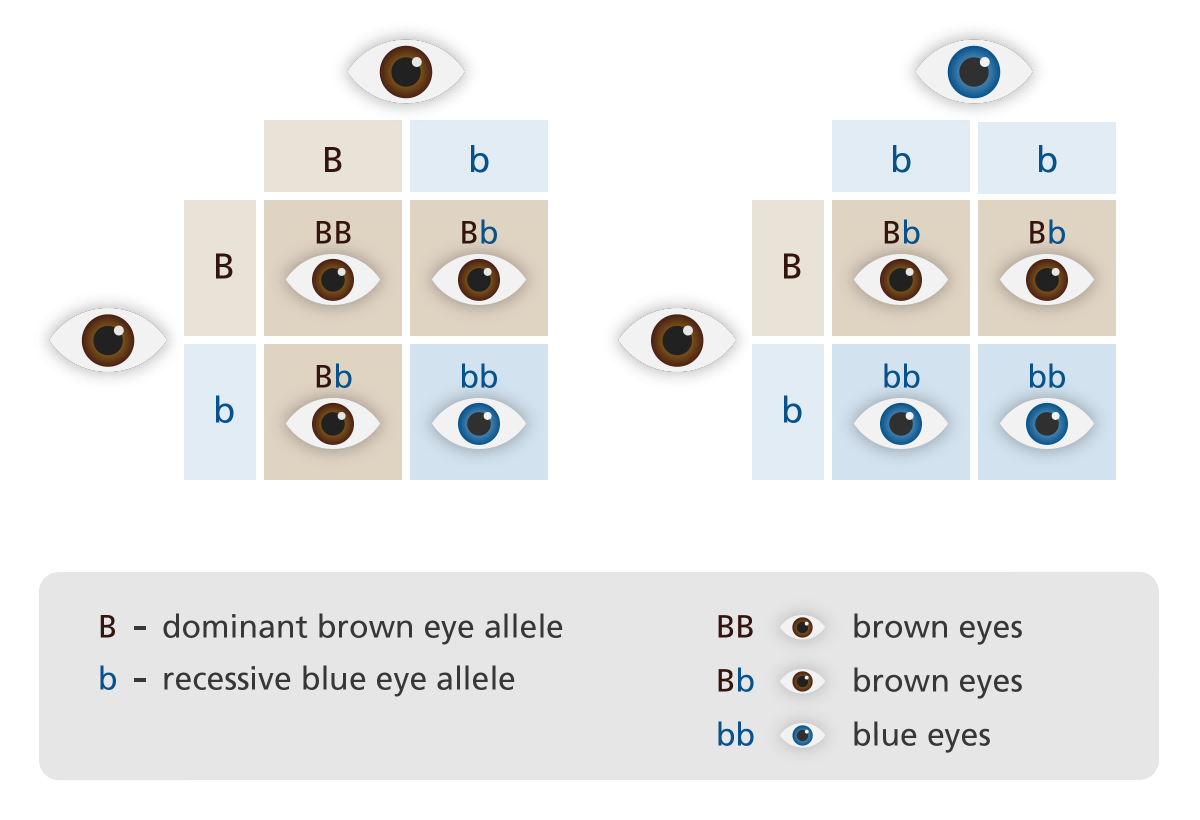 B b b b
BB Bb Bb Bb
B B
Bb bb bb bb
b b
B - dominant brown eye allele
b - recessive blue eye allele
BB brown eyes
Bb brown eyes
bb blue eyes